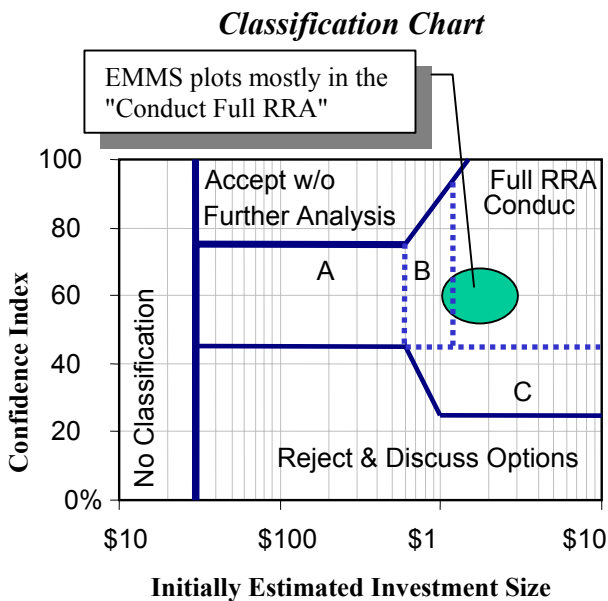 Classification Chart
EMMS plots mostly in the
"Conduct Full RRA"
100
80
60
40
20
0%
Confidence Index
No Classification
Accept w/o
Further Analysis
Full RRA
Conduc
A
B
C
Reject & Discuss Options
$10
$100
$1
$10
Initially Estimated Investment Size